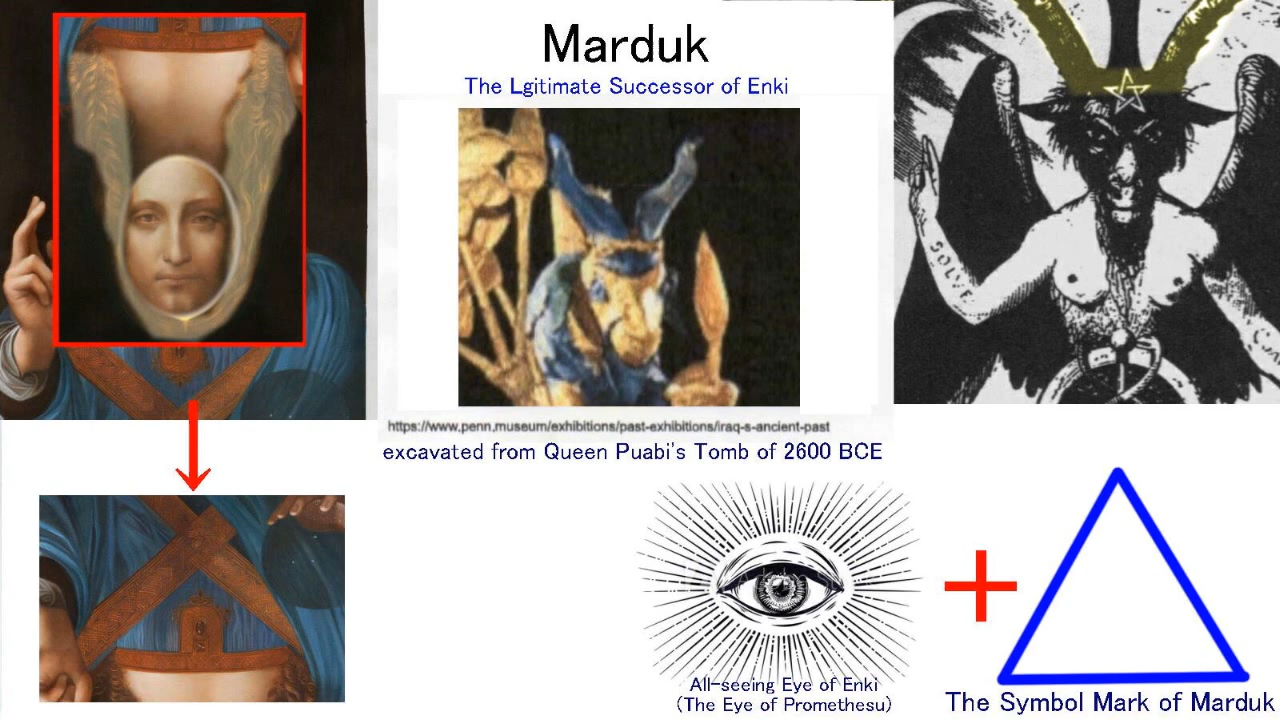 Marduk
The Lgitimate Successor of Enki
https://www.penn.museum/exhibitions/past-exhibitions/iraq-s-ancient-past
excavated from Queen Puabi's Tomb of 2600 BCE
SOLVE
All-seeing Eye of Enki
(The Eye of Promethesu)
The Symbol Mark of Marduk